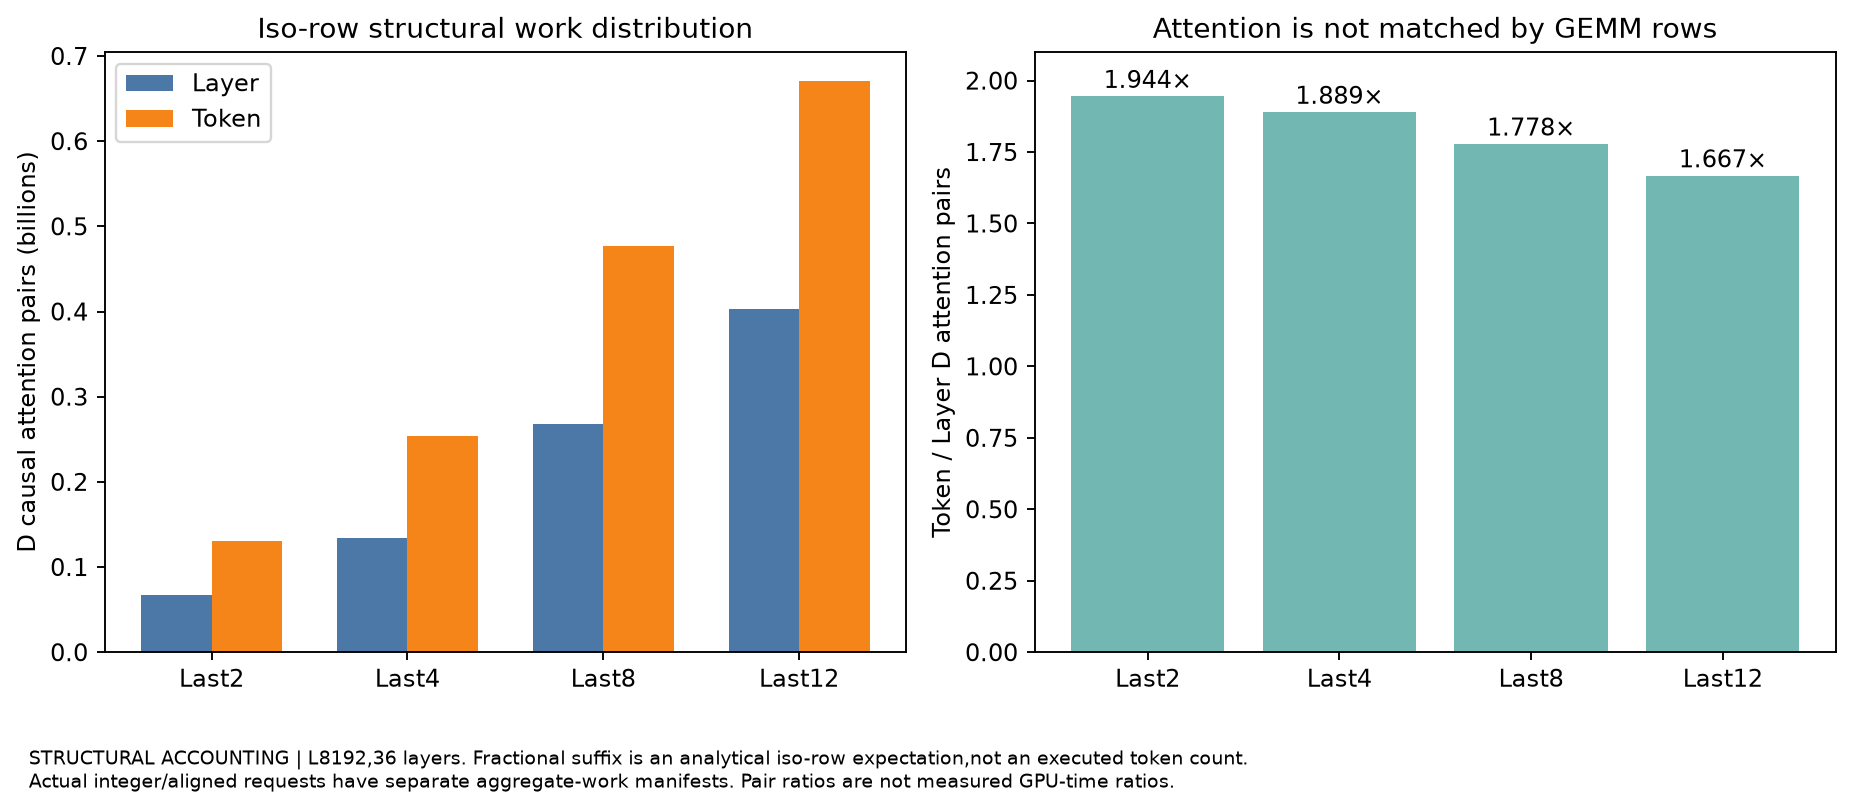 Iso-row structural work distribution
D causal attention pairs (billions)
0.7
0.6
0.5
0.4
0.3
0.2
0.1
0.0
Layer
Token
Last2
Last4
Last8
Last12
Attention is not matched by GEMM rows
Token / Layer D attention pairs
2.00
1.75
1.50
1.25
1.00
0.75
0.50
0.25
0.00
1.944×
1.889×
1.778×
1.667×
Last2
Last4
Last8
Last12
STRUCTURAL ACCOUNTING | L8192,36 layers. Fractional suffix is an analytical iso-row expectation,not an executed token count.
Actual integer/aligned requests have separate aggregate-work manifests. Pair ratios are not measured GPU-time ratios.